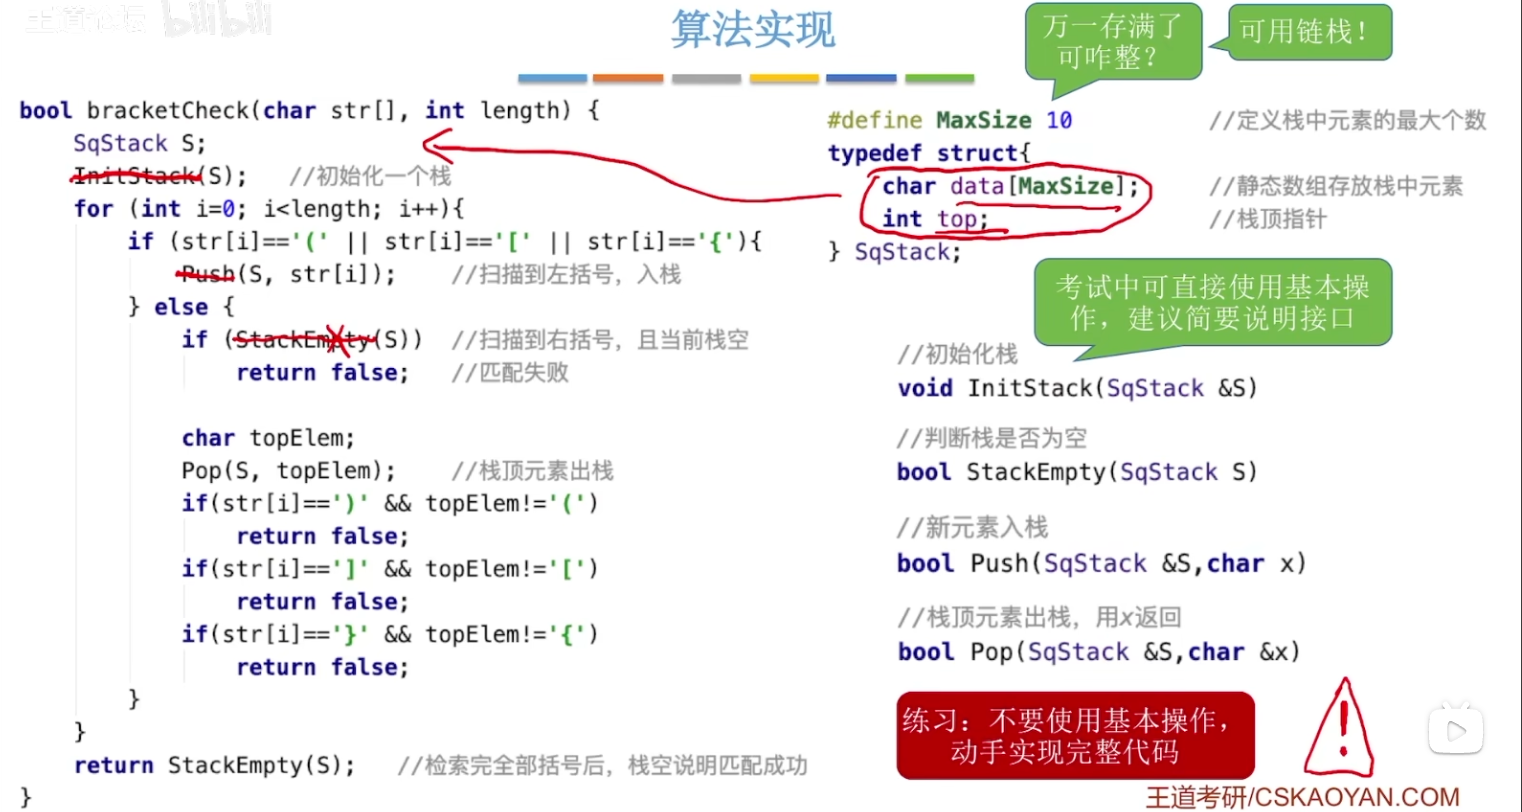 王道论坛 bilibili
算法实现
万一存满了
可咋整？
可用链栈！
bool bracketCheck(char str[], int length) {
    SqStack S;
    InitStack(S);   //初始化一个栈
    for (int i=0; i<length; i++){
        if (str[i]=='(' || str[i]=='[' || str[i]=='{'){
            Push(S, str[i]);    //扫描到左括号，入栈
        } else {
            if (StackEmpty(S))  //扫描到右括号，且当前栈空
                return false;   //匹配失败
            char topElem;
            Pop(S, topElem);    //栈顶元素出栈
            if(str[i]==')' && topElem!='(')
                return false;
            if(str[i]==']' && topElem!='[')
                return false;
            if(str[i]=='}' && topElem!='{')
                return false;
        }
    }
    return StackEmpty(S);   //检索完全部括号后，栈空说明匹配成功
}
#define MaxSize 10          //定义栈中元素的最大个数
typedef struct{
    char data[MaxSize];     //静态数组存放栈中元素
    int top;                //栈顶指针
} SqStack;
考试中可直接使用基本操
作，建议简要说明接口
//初始化栈
void InitStack(SqStack &S)
//判断栈是否为空
bool StackEmpty(SqStack S)
//新元素入栈
bool Push(SqStack &S,char x)
//栈顶元素出栈，用x返回
bool Pop(SqStack &S,char &x)
练习：不要使用基本操作，
动手实现完整代码
!
王道考研/CSKAOYAN.COM